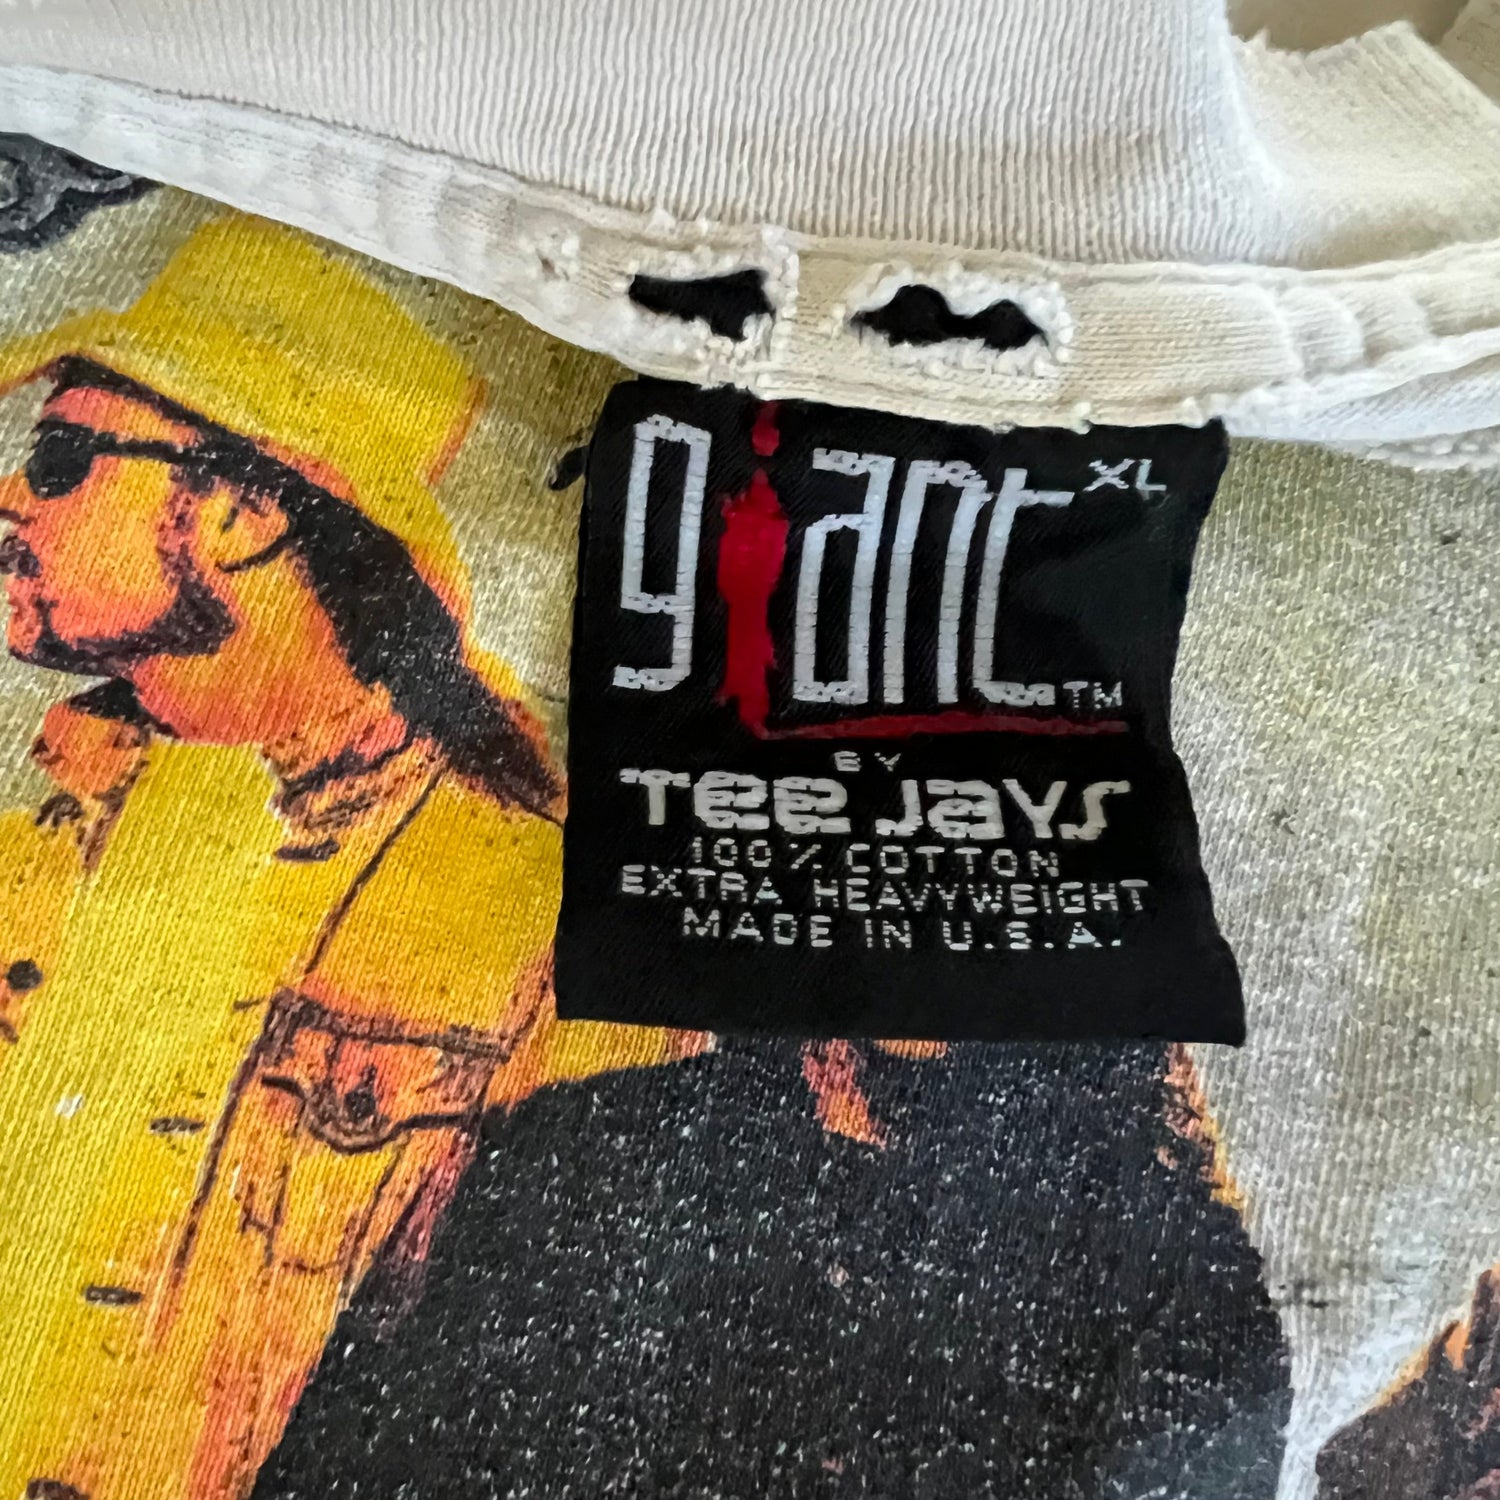 giant XL
TM
BY
Tee Jays
100% COTTON
EXTRA HEAVYWEIGHT
MADE IN U.S.A.